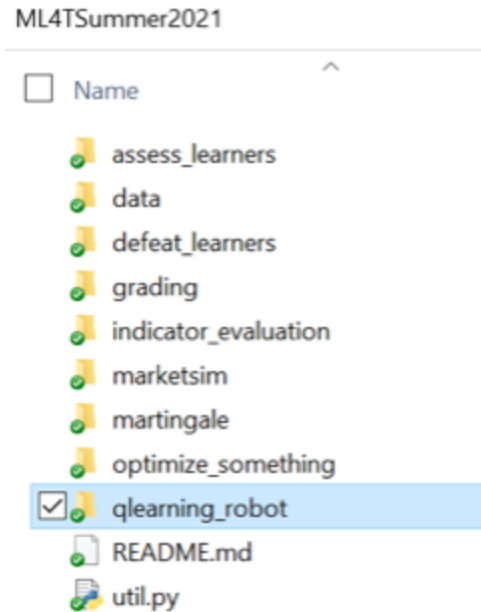 ML4TSummer2021
Name
assess_learners
data
defeat_learners
grading
indicator_evaluation
marketsim
martingale
optimize_something
qlearning_robot
README.md
util.py